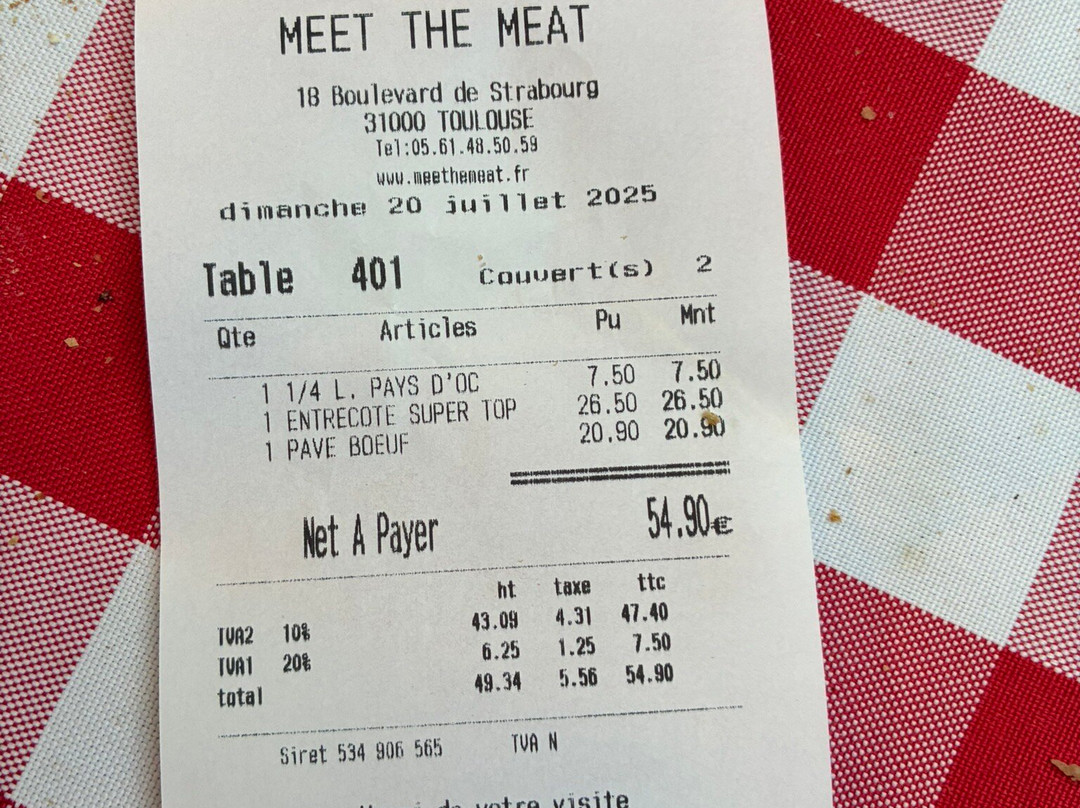 MEET THE MEAT
18 Boulevard de Strabourg
31000 TOULOUSE
Tel:05.61.48.50.59
www.meethemeat.fr
dimanche 20 juillet 2025
Table 401 Couvert(s) 2
Qte Articles Pu Mnt
1 1/4 L. PAYS D'OC 7.50 7.50
1 ENTRECOTE SUPER TOP 26.50 26.50
1 PAVE BOEUF 20.90 20.90
Net A Payer 54.90€
ht taxe ttc
TVA2 10% 43.09 4.31 47.40
TVA1 20% 6.25 1.25 7.50
total 49.34 5.56 54.90
Siret 534 906 565 TVA N
de votre visite